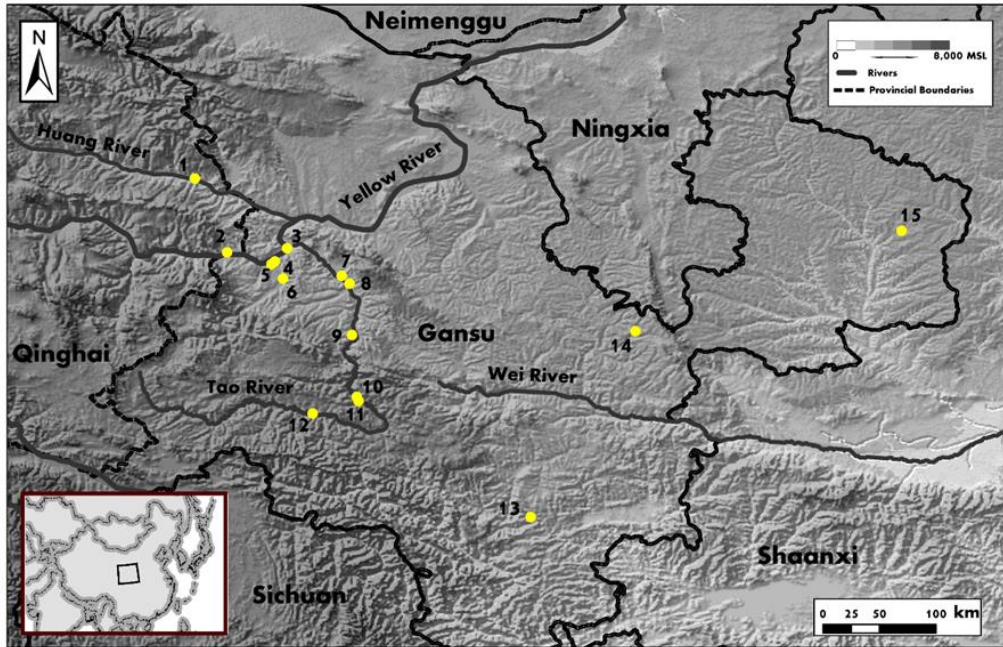 Neimenggu
N
0 8,000 MSL
Rivers
Provincial Boundaries
Huang River
Ningxia
Yellow River
1
15
2
3
4
5
6
7
8
9
Gansu
14
Qinghai
Wei River
Tao River
10
11
12
13
Shaanxi
Sichuan
0 25 50 100 km